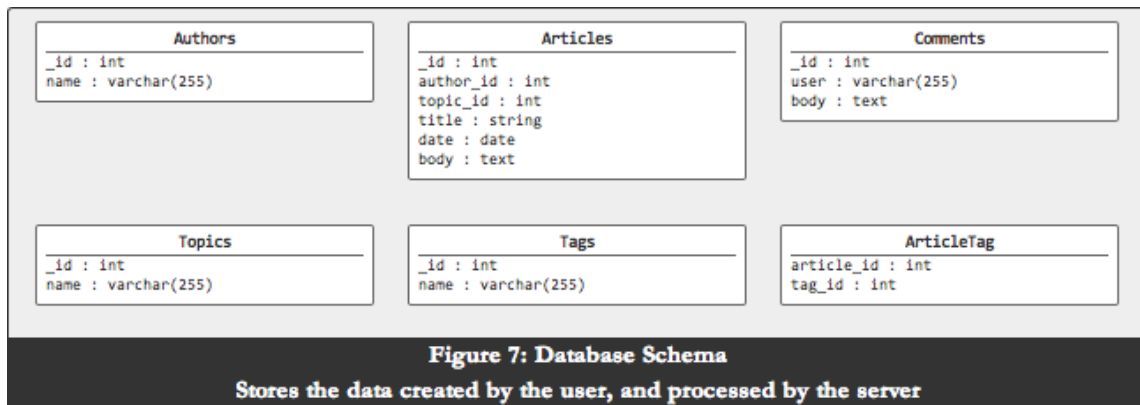 Authors
_id : int
name : varchar(255)
Articles
_id : int
author_id : int
topic_id : int
title : string
date : date
body : text
Comments
_id : int
user : varchar(255)
body : text
Topics
_id : int
name : varchar(255)
Tags
_id : int
name : varchar(255)
ArticleTag
article_id : int
tag_id : int
Figure 7: Database Schema
Stores the data created by the user, and processed by the server